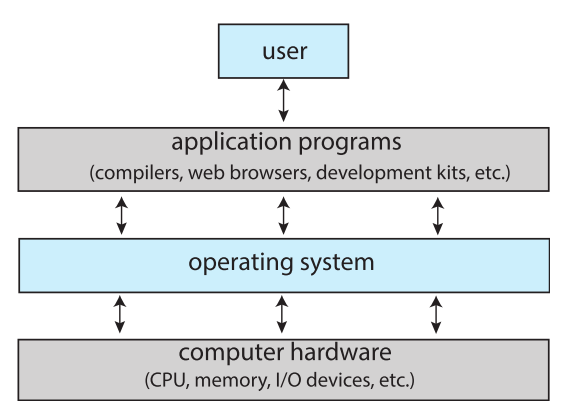 user
application programs
(compilers, web browsers, development kits, etc.)
operating system
computer hardware
(CPU, memory, I/O devices, etc.)